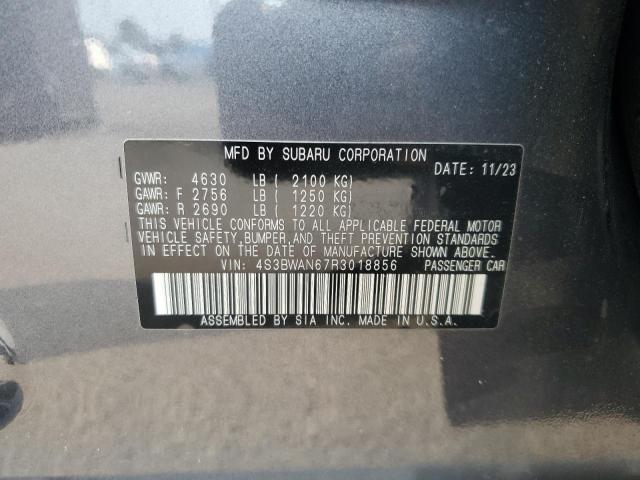 MFD BY SUBARU CORPORATION
DATE: 11/23
GVWR: 4630 LB ( 2100 KG)
GAWR: F 2756 LB ( 1250 KG)
GAWR: R 2690 LB ( 1220 KG)
THIS VEHICLE CONFORMS TO ALL APPLICABLE FEDERAL MOTOR
VEHICLE SAFETY, BUMPER, AND THEFT PREVENTION STANDARDS
IN EFFECT ON THE DATE OF MANUFACTURE SHOWN ABOVE.
VIN: 4S3BWAN67R3018856 PASSENGER CAR
ASSEMBLED BY SIA INC. MADE IN U.S.A.